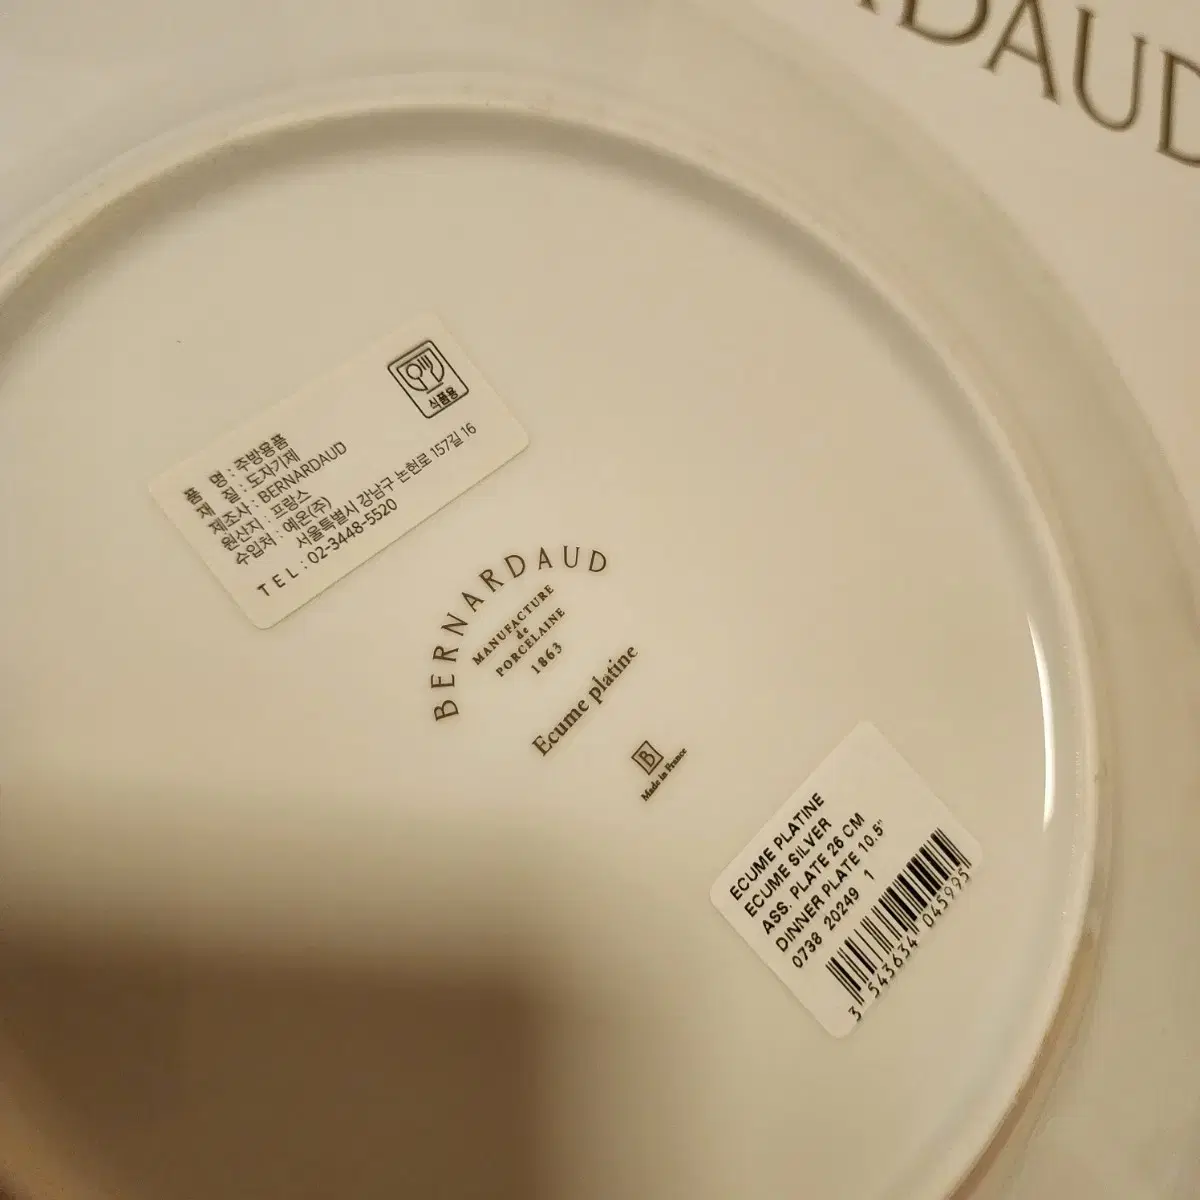 RDAUD
식품용
품 명 : 주방용품
재 질 : 도자기제
제조사 : BERNARDAUD
원산지 : 프랑스
수입처 : 예온(주)
서울특별시 강남구 논현로 157길 16
TEL : 02-3448-5520
BERNARDAUD
MANUFACTURE
de
PORCELAINE
1863
Ecume platine
B
Made in France
ECUME PLATINE
ECUME SILVER
ASS. PLATE 26 CM
DINNER PLATE 10.5"
0738 20249 1
3 543634 045995